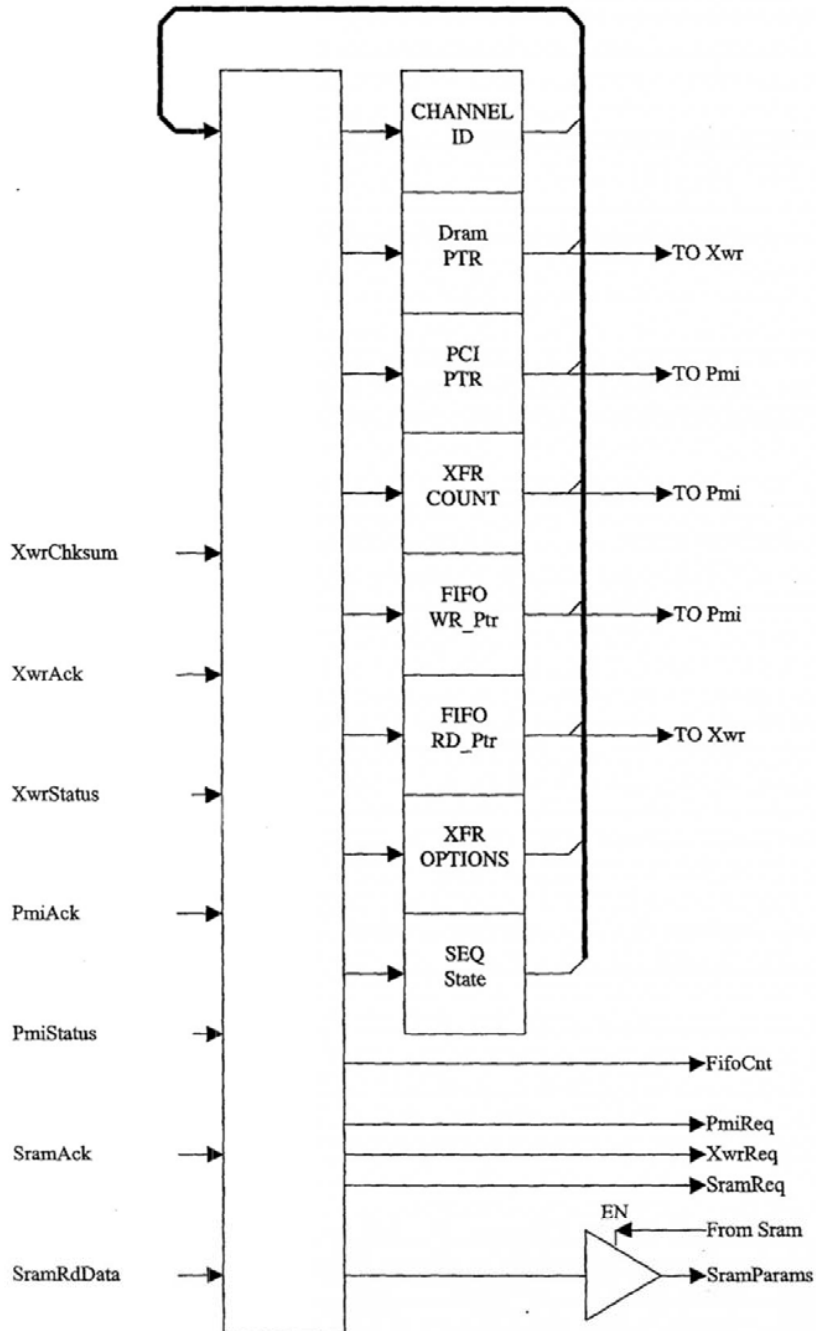 CHANNEL
ID
Dram
PTR
TO Xwr
PCI
PTR
TO Pmi
XFR
COUNT
TO Pmi
XwrChksum
FIFO
WR_Ptr
TO Pmi
XwrAck
FIFO
RD_Ptr
TO Xwr
XwrStatus
XFR
OPTIONS
PmiAck
SEQ
State
PmiStatus
FifoCnt
PmiReq
SramAck
XwrReq
SramReq
EN
From Sram
SramRdData
SramParams